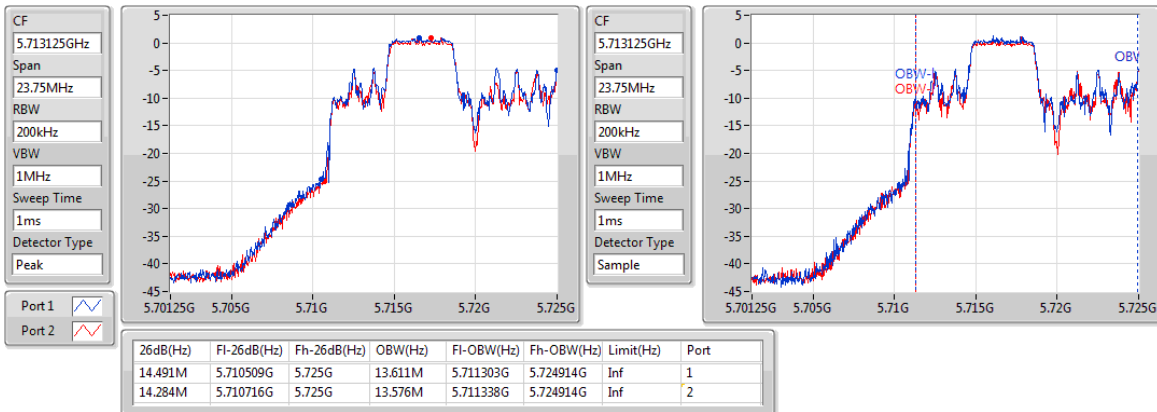 CF
5.713125GHz
Span
23.75MHz
RBW
200kHz
VBW
1MHz
Sweep Time
1ms
Detector Type
Peak
Port 1
Port 2
5
0
-5
-10
-15
-20
-25
-30
-35
-40
-45
5.70125G 5.705G 5.71G 5.715G 5.72G 5.725G
CF
5.713125GHz
Span
23.75MHz
RBW
200kHz
VBW
1MHz
Sweep Time
1ms
Detector Type
Sample
5
0
-5
-10
-15
-20
-25
-30
-35
-40
-45
OBW-
OBW-
OBW
5.70125G 5.705G 5.71G 5.715G 5.72G 5.725G
26dB(Hz) Fl-26dB(Hz) Fh-26dB(Hz) OBW(Hz) Fl-OBW(Hz) Fh-OBW(Hz) Limit(Hz) Port
14.491M 5.710509G 5.725G 13.611M 5.711303G 5.724914G Inf 1
14.284M 5.710716G 5.725G 13.576M 5.711338G 5.724914G Inf 2